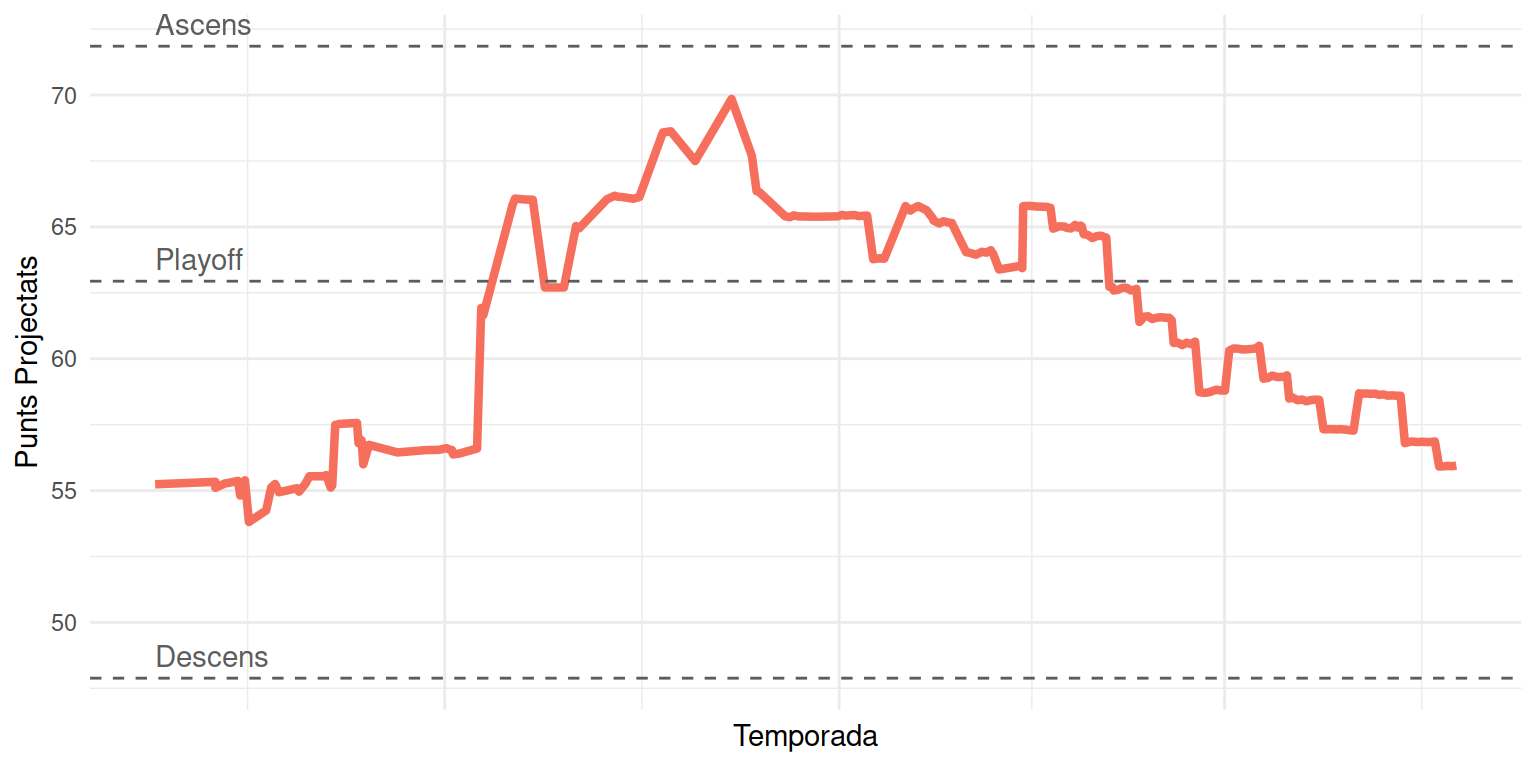 Ascens
70
65
Playoff
60
55
50
Descens
Punts Projectats
Temporada